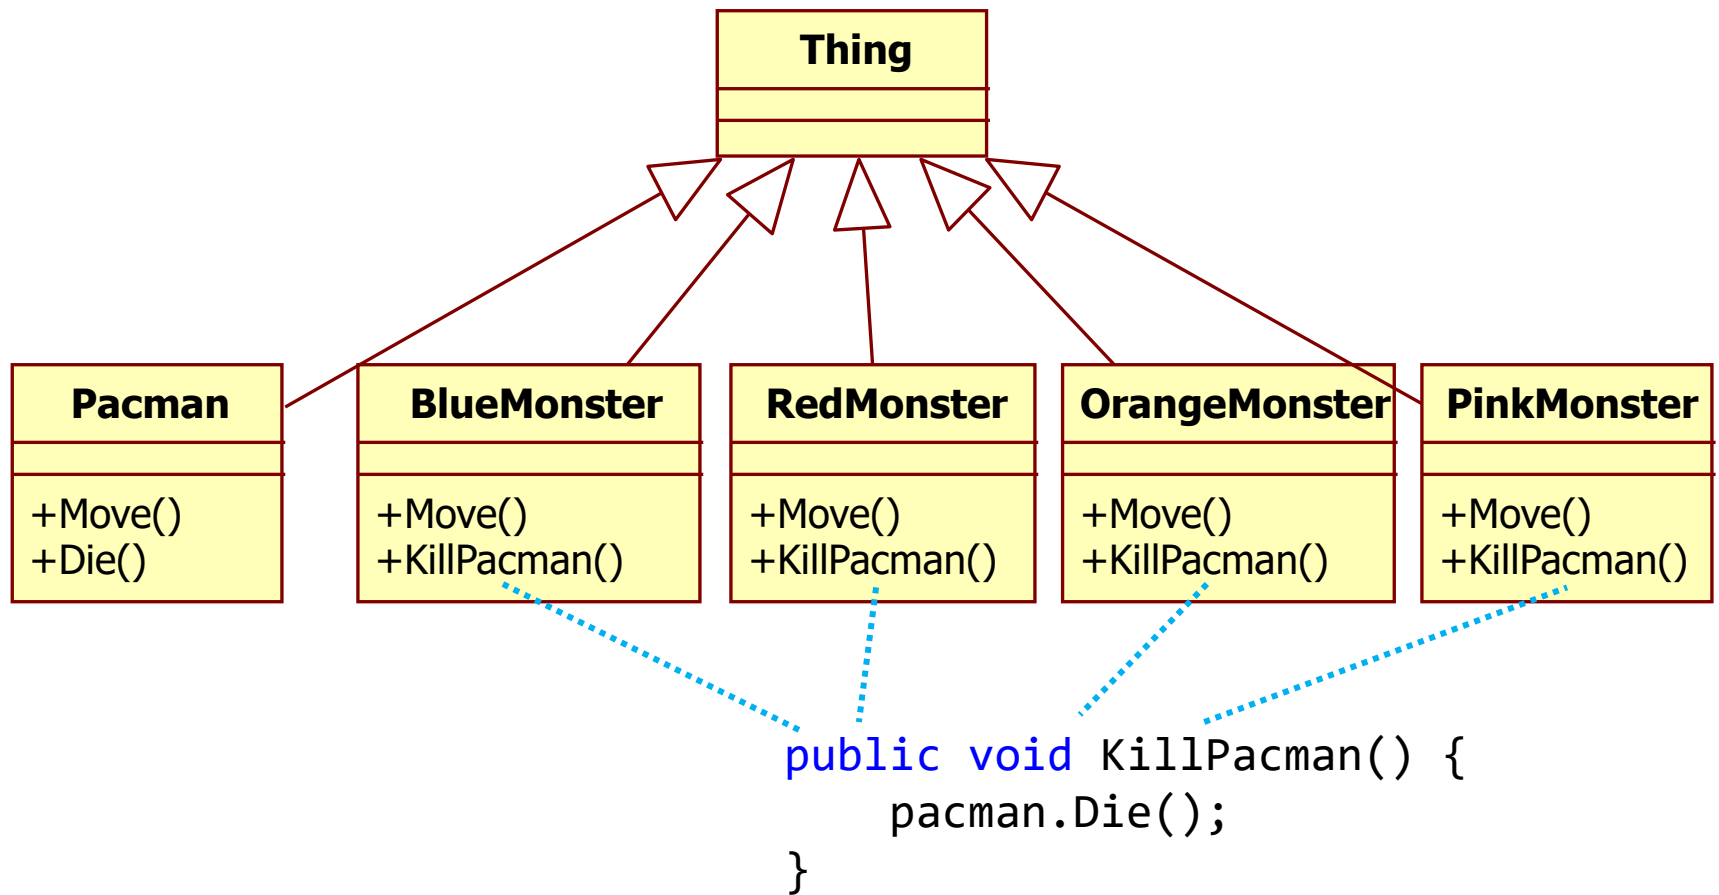 Thing
Pacman
+Move()
+Die()
BlueMonster
+Move()
+KillPacman()
RedMonster
+Move()
+KillPacman()
OrangeMonster
+Move()
+KillPacman()
PinkMonster
+Move()
+KillPacman()
public void KillPacman() {
    pacman.Die();
}